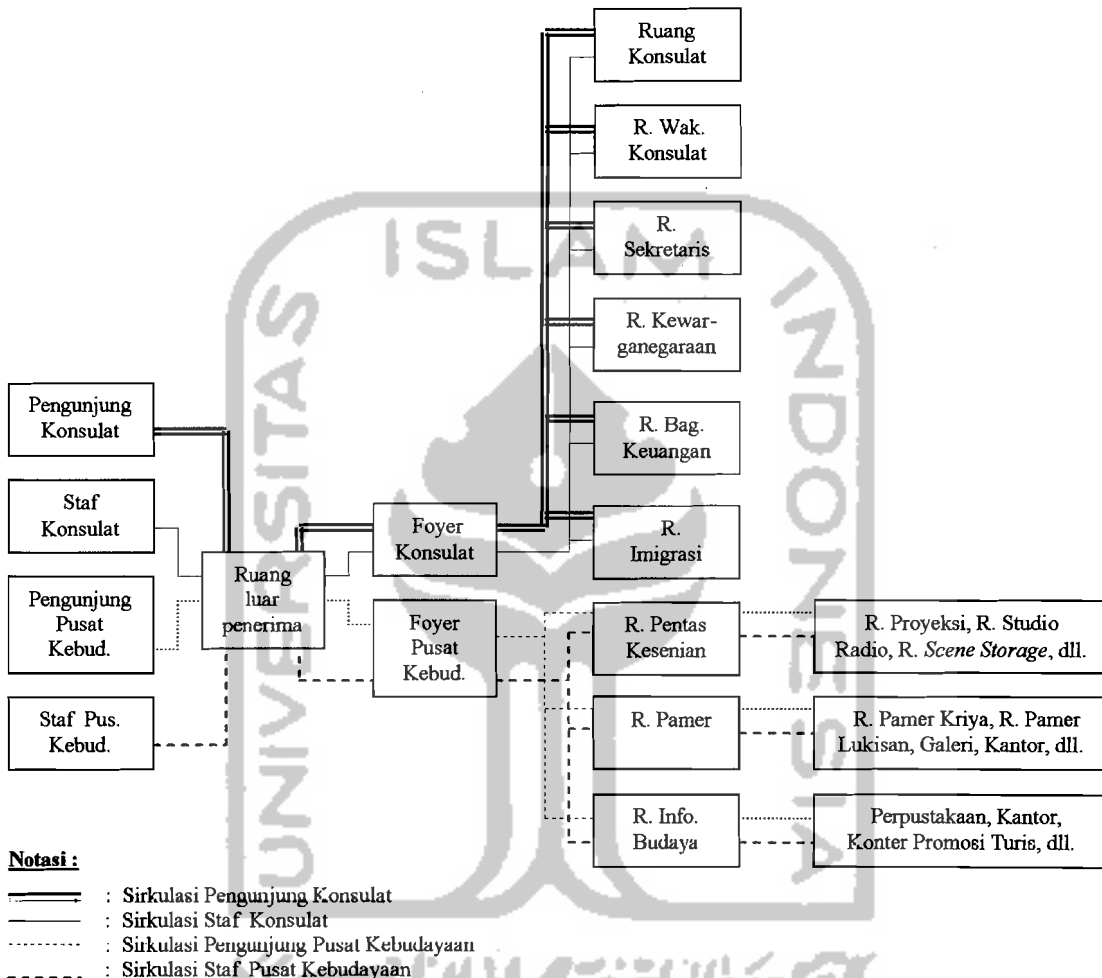 Ruang
Konsulat
R. Wak.
Konsulat
R.
Sekretaris
R. Kewar-
ganegaraan
R. Bag.
Keuangan
R.
Imigrasi
Pengunjung
Konsulat
Staf
Konsulat
Pengunjung
Pusat
Kebud.
Staf Pus.
Kebud.
Ruang
luar
penerima
Foyer
Konsulat
Foyer
Pusat
Kebud.
R. Pentas
Kesenian
R. Pamer
R. Info.
Budaya
R. Proyeksi, R. Studio
Radio, R. Scene Storage, dll.
R. Pamer Kriya, R. Pamer
Lukisan, Galeri, Kantor, dll.
Perpustakaan, Kantor,
Konter Promosi Turis, dll.
Notasi :
: Sirkulasi Pengunjung Konsulat
: Sirkulasi Staf Konsulat
: Sirkulasi Pengunjung Pusat Kebudayaan
: Sirkulasi Staf Pusat Kebudayaan
UNIVERSITAS
ISLAM
INDONESIA